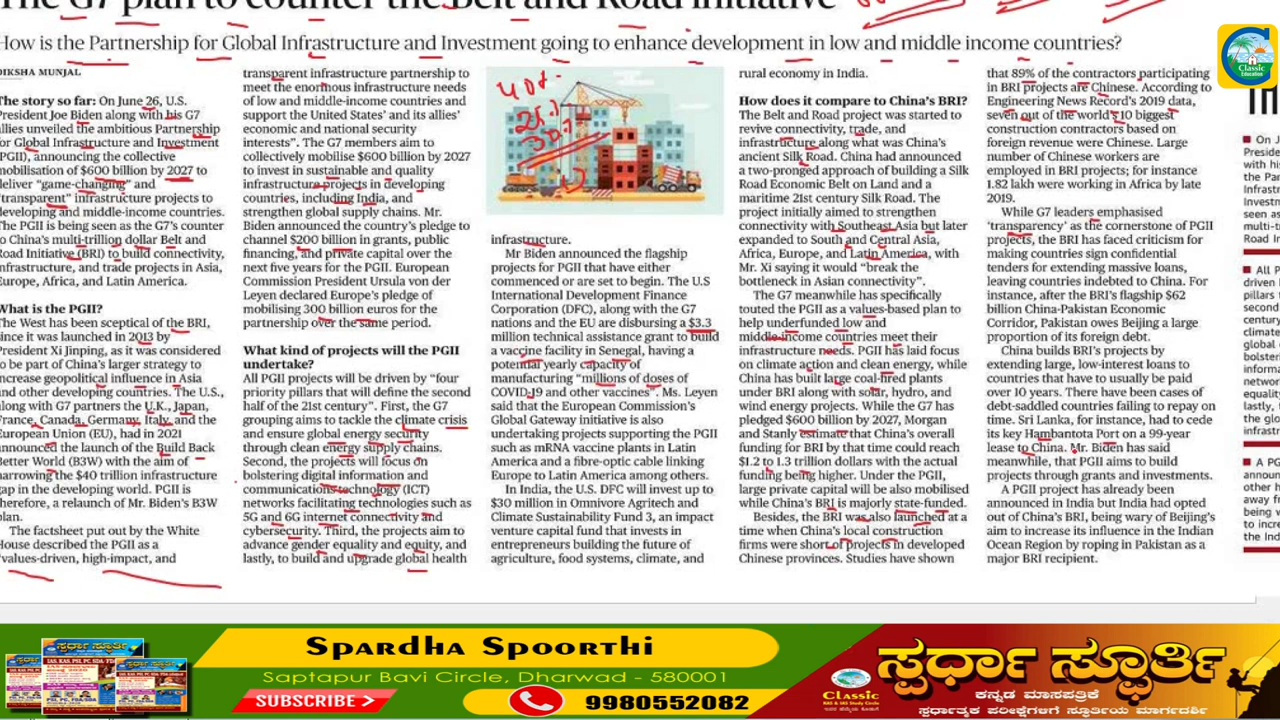 The G7 plan to counter the Belt and Road Initiative
How is the Partnership for Global Infrastructure and Investment going to enhance development in low and middle income countries?
DIKSHA MUNJAL
The story so far: On June 26, U.S.
President Joe Biden along with his G7
allies unveiled the ambitious Partnership
for Global Infrastructure and Investment
(PGII), announcing the collective
mobilisation of $600 billion by 2027 to
deliver “game-changing” and
“transparent” infrastructure projects to
developing and middle-income countries.
The PGII is being seen as the G7’s counter
to China’s multi-trillion dollar Belt and
Road Initiative (BRI) to build connectivity,
infrastructure, and trade projects in Asia,
Europe, Africa, and Latin America.
What is the PGII?
The West has been sceptical of the BRI,
since it was launched in 2013 by
President Xi Jinping, as it was considered
to be part of China’s larger strategy to
increase geopolitical influence in Asia
and other developing countries. The U.S.,
along with G7 partners the U.K., Japan,
France, Canada, Germany, Italy, and the
European Union (EU), had in 2021
announced the launch of the Build Back
Better World (B3W) with the aim of
narrowing the $40 trillion infrastructure
gap in the developing world. PGII is
therefore, a relaunch of Mr. Biden’s B3W
plan.
The factsheet put out by the White
House described the PGII as a
“values-driven, high-impact, and
transparent infrastructure partnership to
meet the enormous infrastructure needs
of low and middle-income countries and
support the United States’ and its allies’
economic and national security
interests”. The G7 members aim to
collectively mobilise $600 billion by 2027
to invest in sustainable and quality
infrastructure projects in developing
countries, including India, and
strengthen global supply chains. Mr.
Biden announced the country’s pledge to
channel $200 billion in grants, public
financing, and private capital over the
next five years for the PGII. European
Commission President Ursula von der
Leyen declared Europe’s pledge of
mobilising 300 billion euros for the
partnership over the same period.
What kind of projects will the PGII
undertake?
All PGII projects will be driven by “four
priority pillars that will define the second
half of the 21st century”. First, the G7
grouping aims to tackle the climate crisis
and ensure global energy security
through clean energy supply chains.
Second, the projects will focus on
bolstering digital information and
communications technology (ICT)
networks facilitating technologies such as
5G and 6G internet connectivity and
cybersecurity. Third, the projects aim to
advance gender equality and equity, and
lastly, to build and upgrade global health
infrastructure.
Mr Biden announced the flagship
projects for PGII that have either
commenced or are set to begin. The U.S
International Development Finance
Corporation (DFC), along with the G7
nations and the EU are disbursing a $3.3
million technical assistance grant to build
a vaccine facility in Senegal, having a
potential yearly capacity of
manufacturing “millions of doses of
COVID-19 and other vaccines”. Ms. Leyen
said that the European Commission’s
Global Gateway initiative is also
undertaking projects supporting the PGII
such as mRNA vaccine plants in Latin
America and a fibre-optic cable linking
Europe to Latin America among others.
In India, the U.S. DFC will invest up to
$30 million in Omnivore Agritech and
Climate Sustainability Fund 3, an impact
venture capital fund that invests in
entrepreneurs building the future of
agriculture, food systems, climate, and
rural economy in India.
How does it compare to China’s BRI?
The Belt and Road project was started to
revive connectivity, trade, and
infrastructure along what was China’s
ancient Silk Road. China had announced
a two-pronged approach of building a Silk
Road Economic Belt on Land and a
maritime 21st century Silk Road. The
project initially aimed to strengthen
connectivity with Southeast Asia but later
expanded to South and Central Asia,
Africa, Europe, and Latin America, with
Mr. Xi saying it would “break the
bottleneck in Asian connectivity”.
The G7 meanwhile has specifically
touted the PGII as a values-based plan to
help underfunded low and
middle-income countries meet their
infrastructure needs. PGII has laid focus
on climate action and clean energy, while
China has built large coal-fired plants
under BRI along with solar, hydro, and
wind energy projects. While the G7 has
pledged $600 billion by 2027, Morgan
and Stanly estimate that China’s overall
funding for BRI by that time could reach
$1.2 to 1.3 trillion dollars with the actual
funding being higher. Under the PGII,
large private capital will be also mobilised
while China’s BRI is majorly state-funded.
Besides, the BRI was also launched at a
time when China’s local construction
firms were short of projects in developed
Chinese provinces. Studies have shown
that 89% of the contractors participating
in BRI projects are Chinese. According to
Engineering News Record’s 2019 data,
seven out of the world’s 10 biggest
construction contractors based on
foreign revenue were Chinese. Large
number of Chinese workers are
employed in BRI projects; for instance
1.82 lakh were working in Africa by late
2019.
While G7 leaders emphasised
‘transparency’ as the cornerstone of PGII
projects, the BRI has faced criticism for
making countries sign confidential
tenders for extending massive loans,
leaving countries indebted to China. For
instance, after the BRI’s flagship $62
billion China-Pakistan Economic
Corridor, Pakistan owes Beijing a large
proportion of its foreign debt.
China builds BRI’s projects by
extending large, low-interest loans to
countries that have to usually be paid
over 10 years. There have been cases of
debt-saddled countries failing to repay on
time. Sri Lanka, for instance, had to cede
its key Hambantota Port on a 99-year
lease to China. Mr. Biden has said
meanwhile, that PGII aims to build
projects through grants and investments.
A PGII project has already been
announced in India but India had opted
out of China’s BRI, being wary of Beijing’s
aim to increase its influence in the Indian
Ocean Region by roping in Pakistan as a
major BRI recipient.
Classic
Education
Spardha Spoorthi
Saptapur Bavi Circle, Dharwad - 580001
SUBSCRIBE >
9980552082
Classic
ಸ್ಪರ್ಧಾ ಸ್ಫೂರ್ತಿ
ಕನ್ನಡ ಮಾಸಪತ್ರಿಕೆ
ಸ್ಪರ್ಧಾತ್ಮಕ ಪರೀಕ್ಷೆಗಳಿಗೆ ಸ್ಫೂರ್ತಿಯ ಮಾರ್ಗದರ್ಶಿ